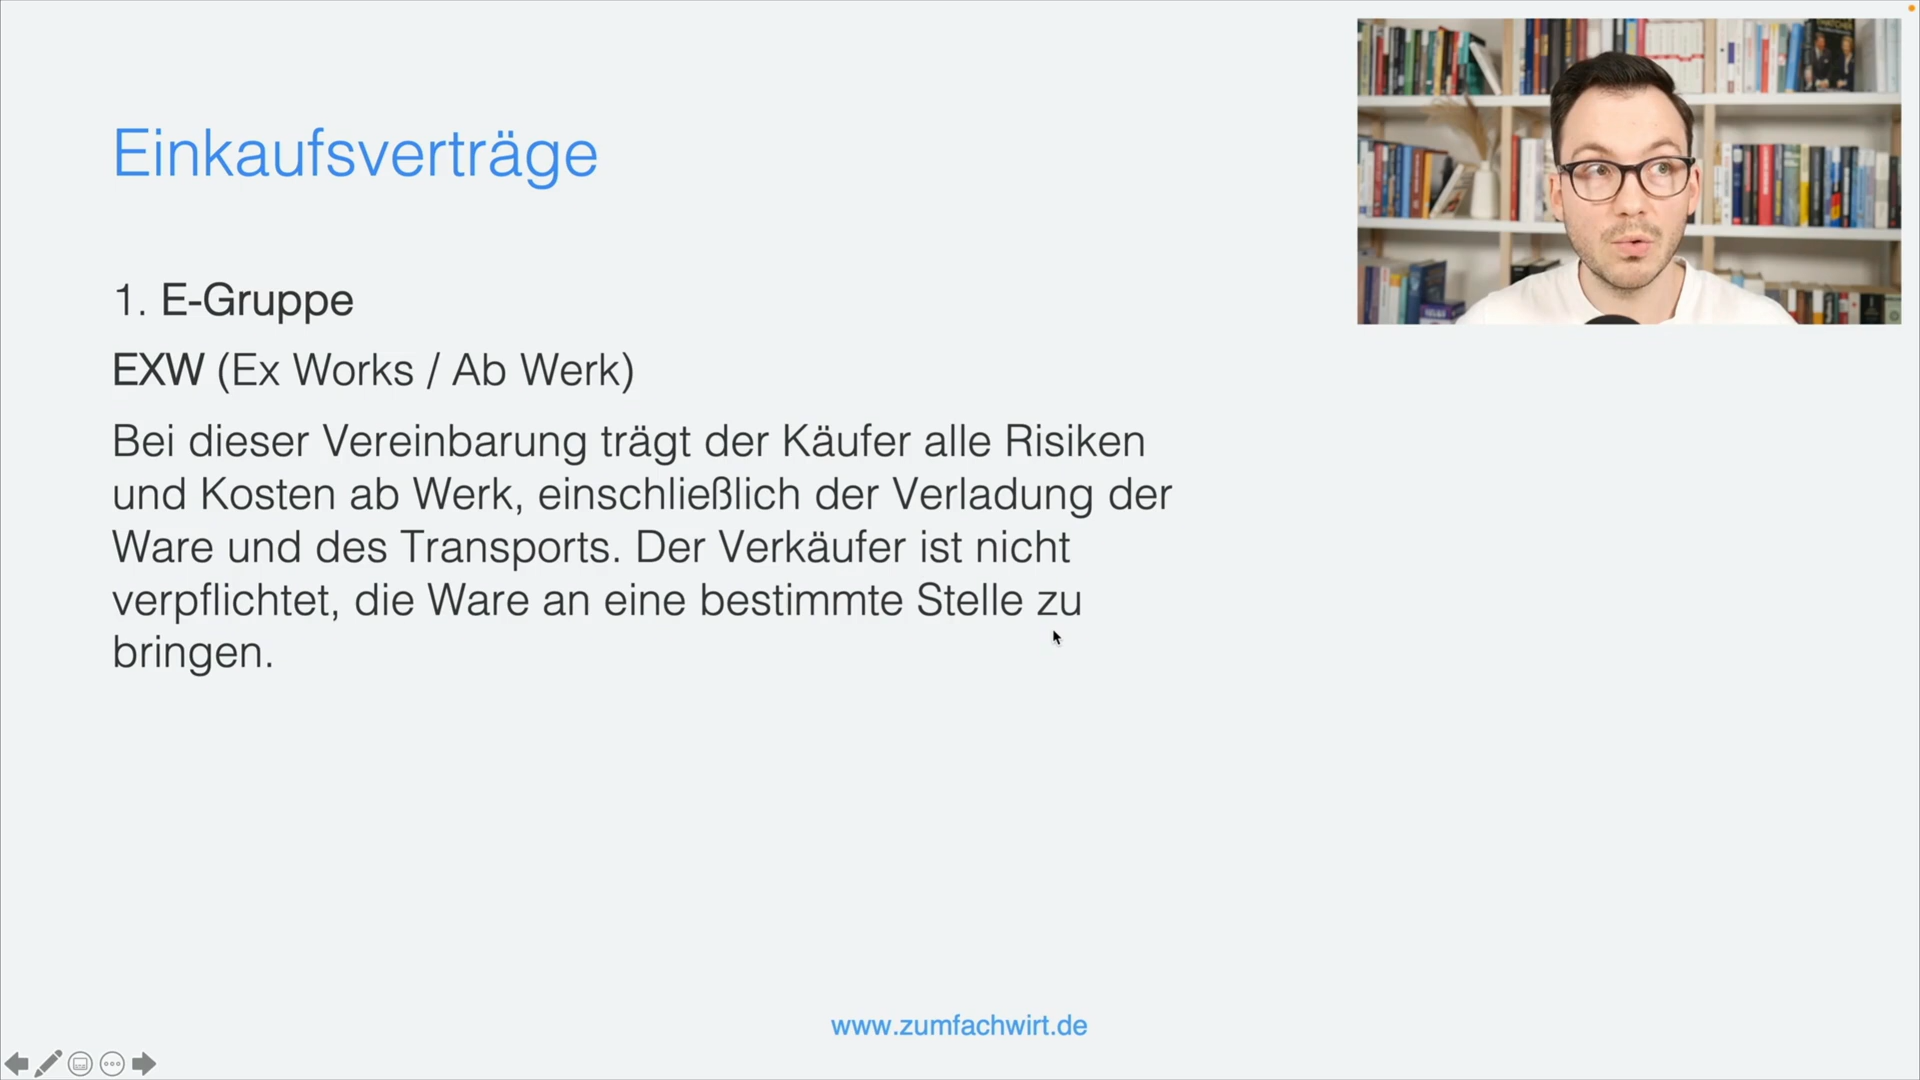 Einkaufsverträge
1. E-Gruppe
EXW (Ex Works / Ab Werk)
Bei dieser Vereinbarung trägt der Käufer alle Risiken
und Kosten ab Werk, einschließlich der Verladung der
Ware und des Transports. Der Verkäufer ist nicht
verpflichtet, die Ware an eine bestimmte Stelle zu
bringen.
www.zumfachwirt.de